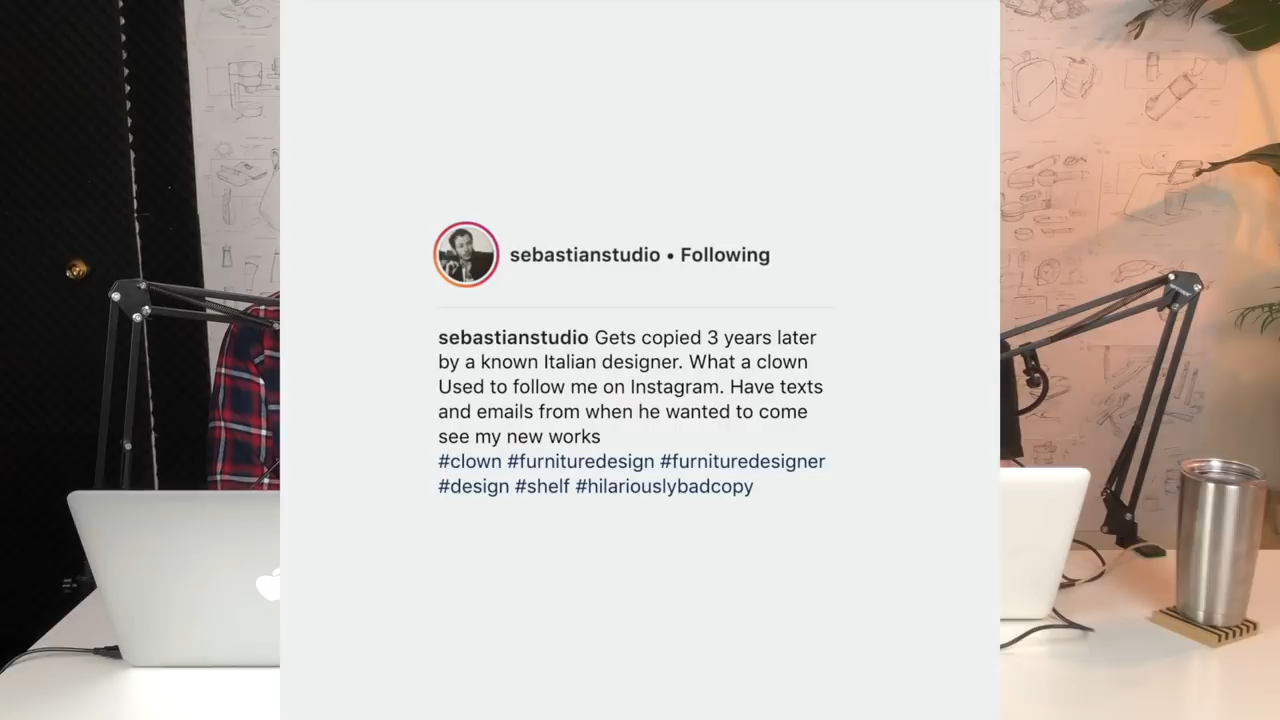 sebastianstudio • Following
sebastianstudio Gets copied 3 years later
by a known Italian designer. What a clown
Used to follow me on Instagram. Have texts
and emails from when he wanted to come
see my new works
#clown #furnituredesign #furnituredesigner
#design #shelf #hilariouslybadcopy